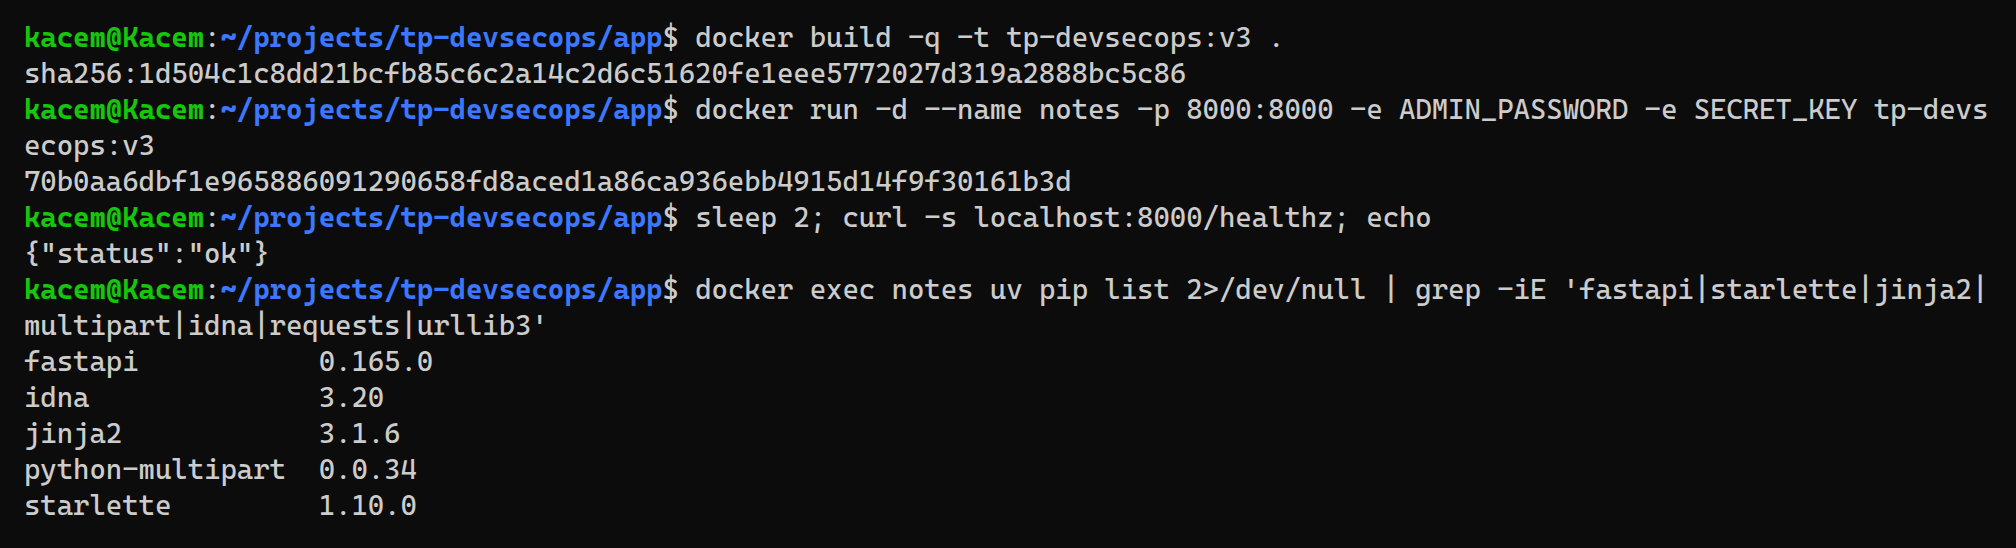 kacem@Kacem:~/projects/tp-devsecops/app$ docker build -q -t tp-devsecops:v3 .
sha256:1d504c1c8dd21bcfb85c6c2a14c2d6c51620fe1eee5772027d319a2888bc5c86
kacem@Kacem:~/projects/tp-devsecops/app$ docker run -d --name notes -p 8000:8000 -e ADMIN_PASSWORD -e SECRET_KEY tp-devs
ecops:v3
70b0aa6dbf1e965886091290658fd8aced1a86ca936ebb4915d14f9f30161b3d
kacem@Kacem:~/projects/tp-devsecops/app$ sleep 2; curl -s localhost:8000/healthz; echo
{"status":"ok"}
kacem@Kacem:~/projects/tp-devsecops/app$ docker exec notes uv pip list 2>/dev/null | grep -iE 'fastapi|starlette|jinja2|
multipart|idna|requests|urllib3'
fastapi           0.165.0
idna              3.20
jinja2            3.1.6
python-multipart  0.0.34
starlette         1.10.0